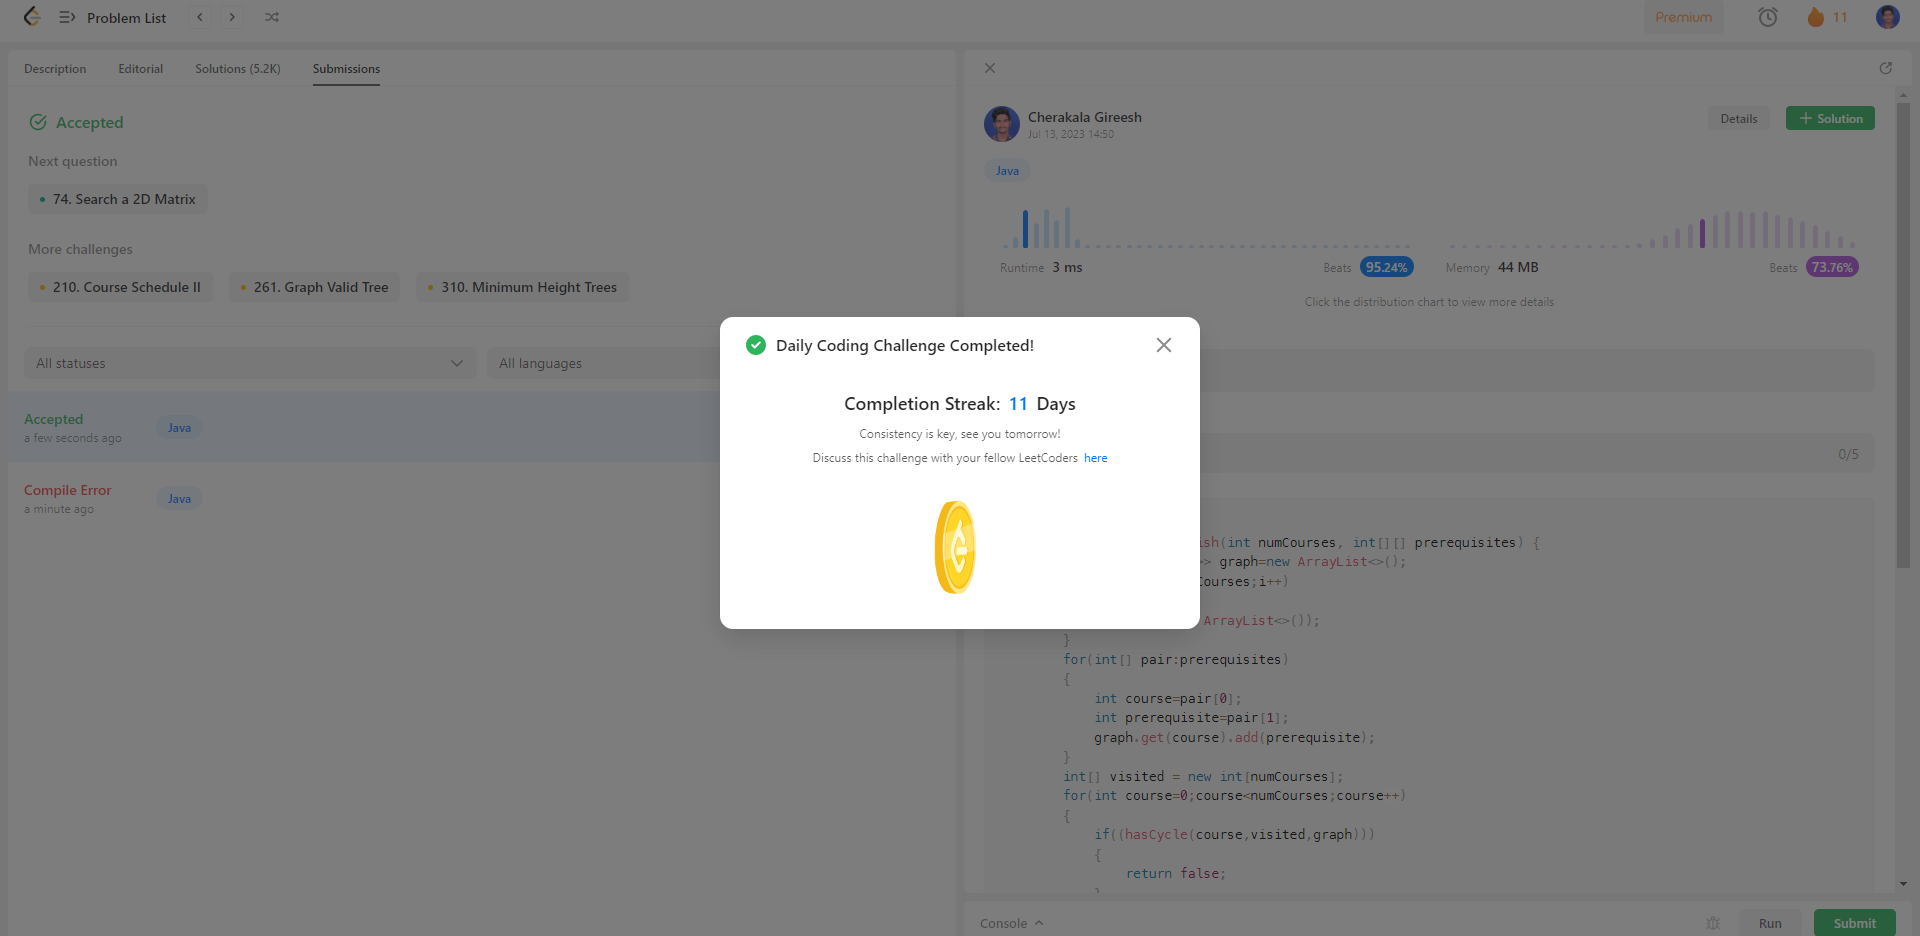 Problem List
Premium
11
Description Editorial Solutions (5.2K) Submissions
Accepted
Next question
74. Search a 2D Matrix
More challenges
210. Course Schedule II 261. Graph Valid Tree 310. Minimum Height Trees
All statuses All languages
Accepted
a few seconds ago
Java
Compile Error
a minute ago
Java
Cherakala Gireesh
Jul 13, 2023 14:50
Details Solution
Java
Runtime 3 ms Beats 95.24%
Memory 44 MB Beats 73.76%
Click the distribution chart to view more details
Daily Coding Challenge Completed!
Completion Streak: 11 Days
Consistency is key, see you tomorrow!
Discuss this challenge with your fellow LeetCoders here
0/5
sh(int numCourses, int[][] prerequisites) {
> graph=new ArrayList<>();
Courses;i++)
ArrayList<>());
}
for(int[] pair:prerequisites)
{
int course=pair[0];
int prerequisite=pair[1];
graph.get(course).add(prerequisite);
}
int[] visited = new int[numCourses];
for(int course=0;course<numCourses;course++)
{
if((hasCycle(course,visited,graph)))
{
return false;
Console
Run Submit